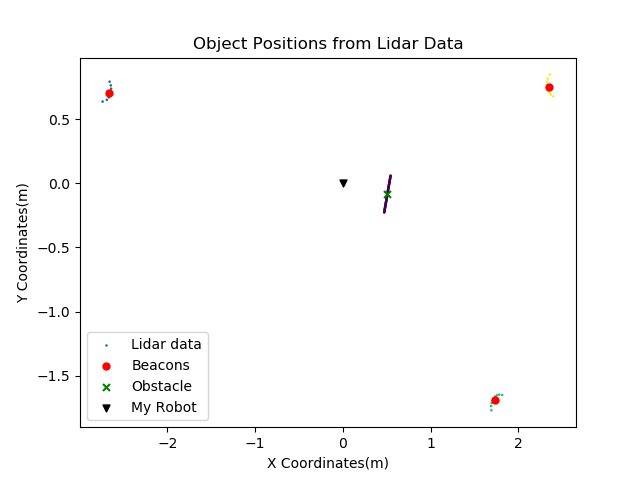 Object Positions from Lidar Data
0.5
0.0
−0.5
−1.0
−1.5
Y Coordinates(m)
Lidar data
Beacons
Obstacle
My Robot
−2
−1
0
1
2
X Coordinates(m)